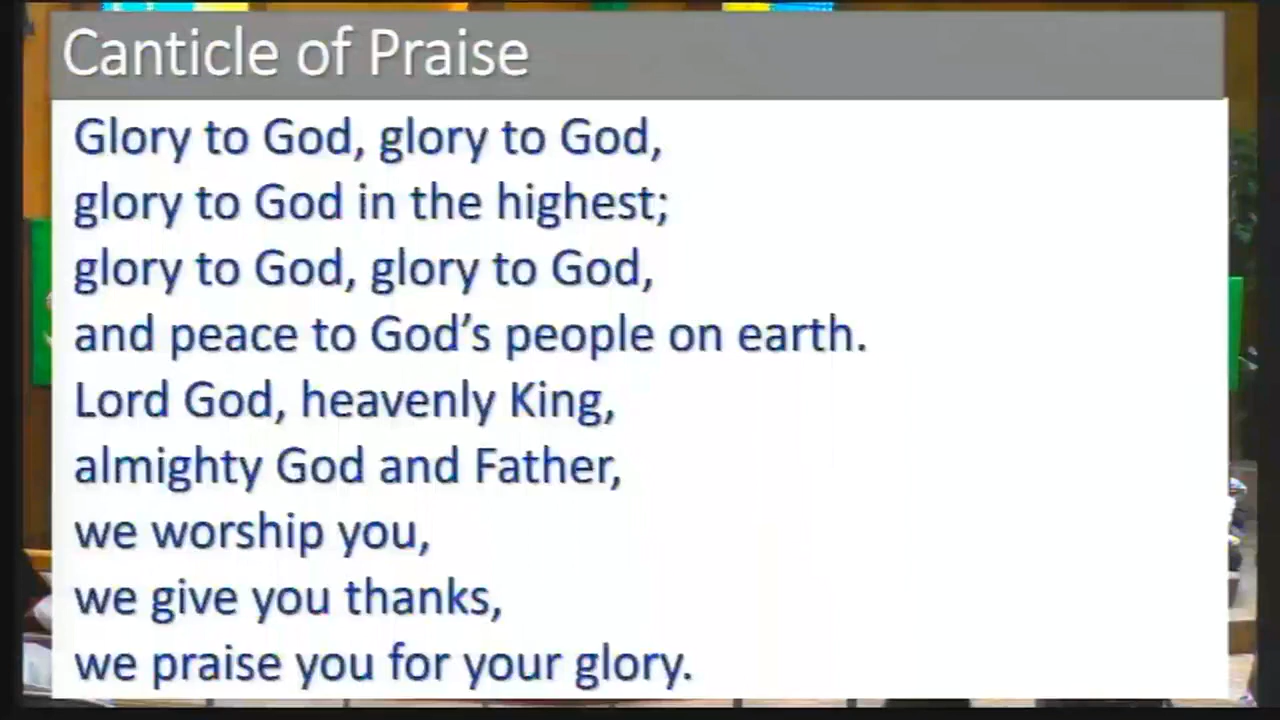 Canticle of Praise
Glory to God, glory to God,
glory to God in the highest;
glory to God, glory to God,
and peace to God’s people on earth.
Lord God, heavenly King,
almighty God and Father,
we worship you,
we give you thanks,
we praise you for your glory.